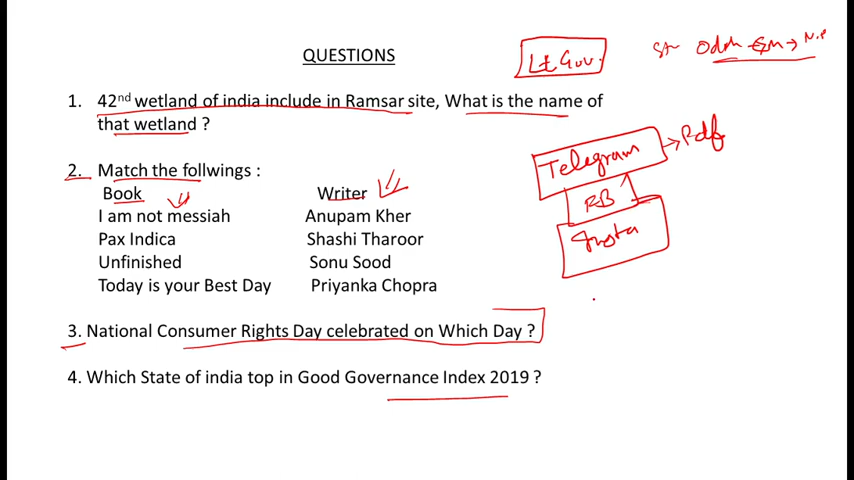 QUESTIONS
Lt Gov.
1. 42nd wetland of india include in Ramsar site, What is the name of
that wetland ?
Telegram → Pdf
RB
Insta
2. Match the follwings :
Book Writer
I am not messiah Anupam Kher
Pax Indica Shashi Tharoor
Unfinished Sonu Sood
Today is your Best Day Priyanka Chopra
3. National Consumer Rights Day celebrated on Which Day ?
4. Which State of india top in Good Governance Index 2019 ?